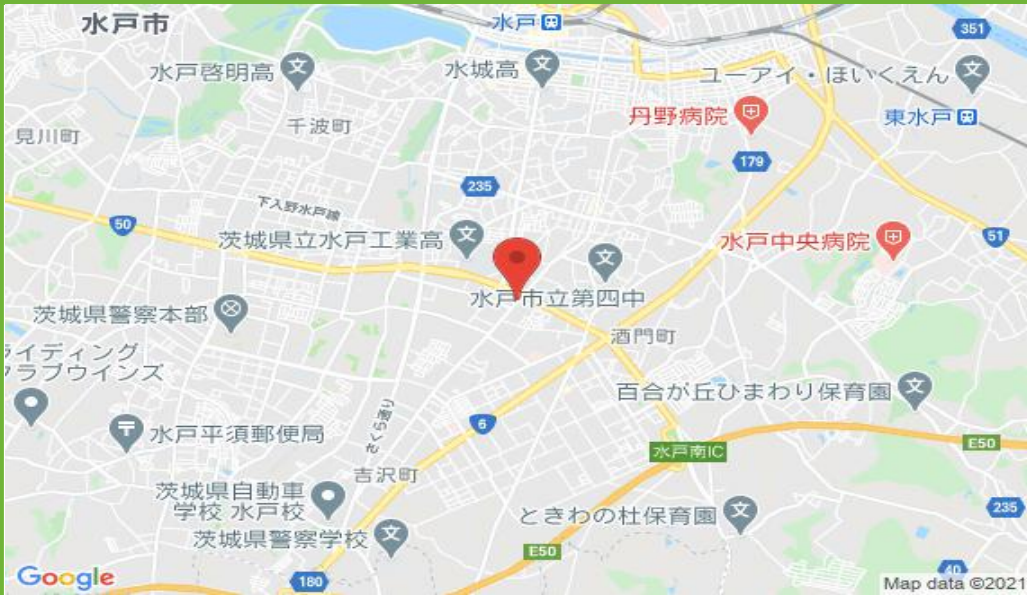 水戸市
水戸
351
水戸啓明高
水城高
ユーアイ・ほいくえん
丹野病院
東水戸
見川町
千波町
179
235
下入野水戸線
50
茨城県立水戸工業高
水戸中央病院
51
水戸市立第四中
茨城県警察本部
酒門町
ライディング
クラブウインズ
百合が丘ひまわり保育園
さくら通り
6
水戸平須郵便局
E50
水戸南IC
吉沢町
茨城県自動車
学校 水戸校
235
ときわの杜保育園
茨城県警察学校
E50
40
Google
180
Map data ©2021